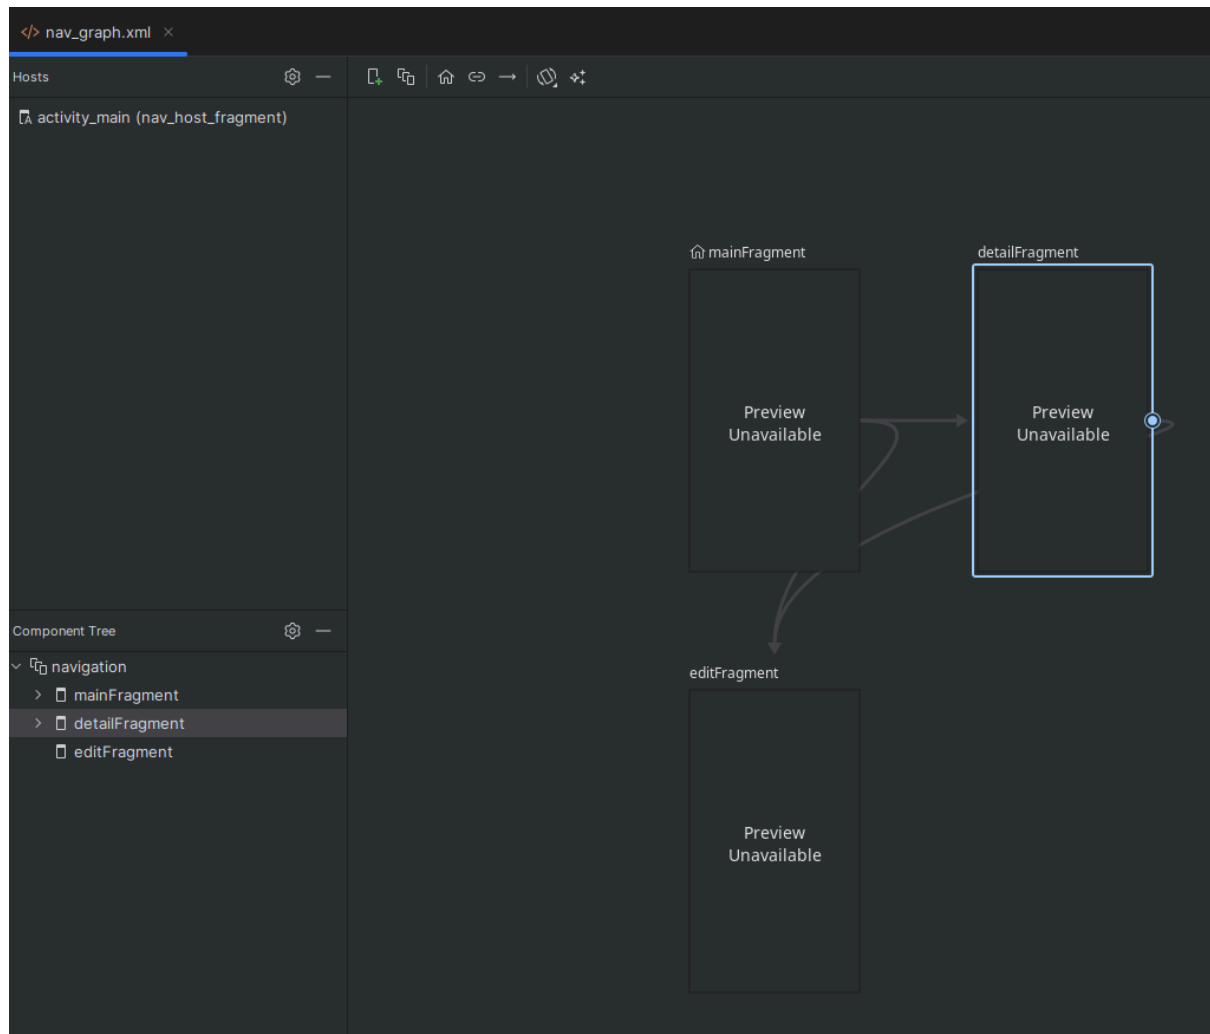 nav_graph.xml
Hosts
activity_main (nav_host_fragment)
mainFragment
detailFragment
Preview
Unavailable
Preview
Unavailable
Component Tree
navigation
mainFragment
detailFragment
editFragment
editFragment
Preview
Unavailable